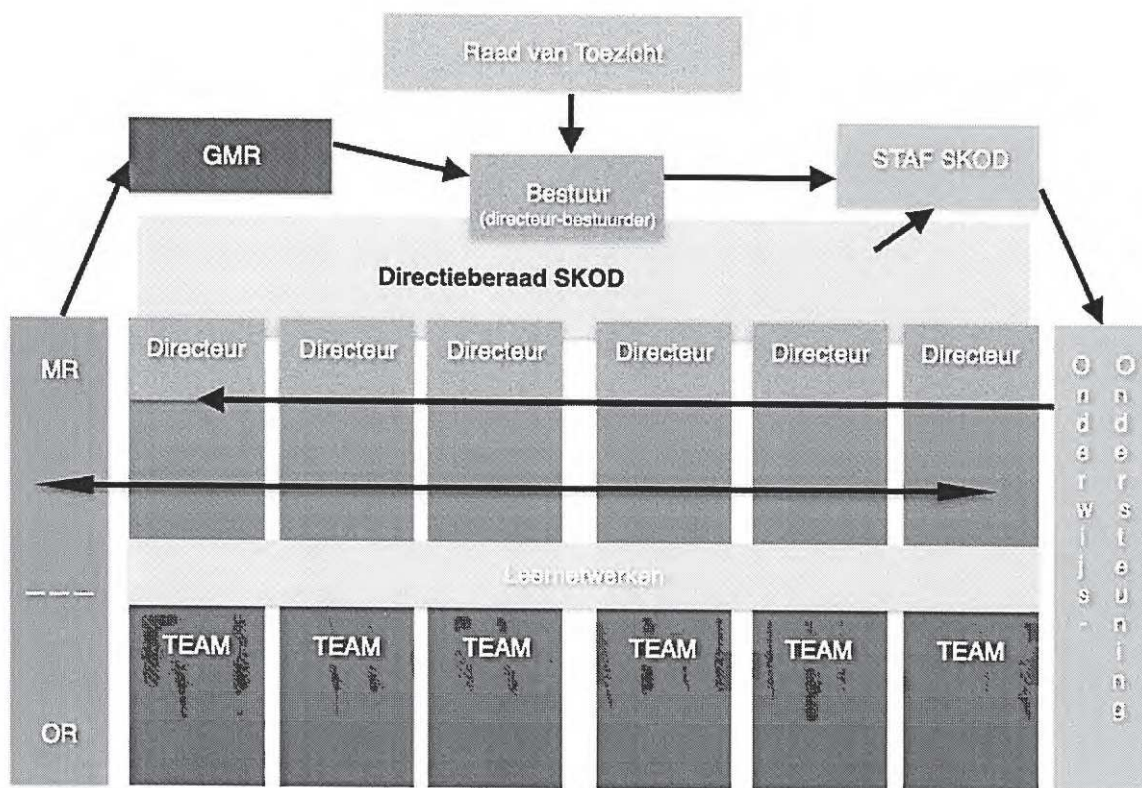 Raad van Toezicht
GMR
STAF SKOD
Bestuur
(directeur-bestuurder)
Directieberaad SKOD
MR
Directeur
Directeur
Directeur
Directeur
Directeur
Directeur
Onderwijs-
Ondersteuning
Leernetwerken
TEAM
TEAM
TEAM
TEAM
TEAM
TEAM
OR